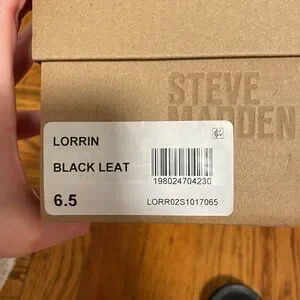 STEVE
MADDEN
LORRIN
BLACK LEAT
198024704230
6.5
LORR02S1017065